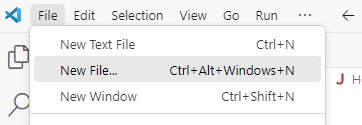 File Edit Selection View Go Run ...
New Text File Ctrl+N
New File... Ctrl+Alt+Windows+N
J
New Window Ctrl+Shift+N